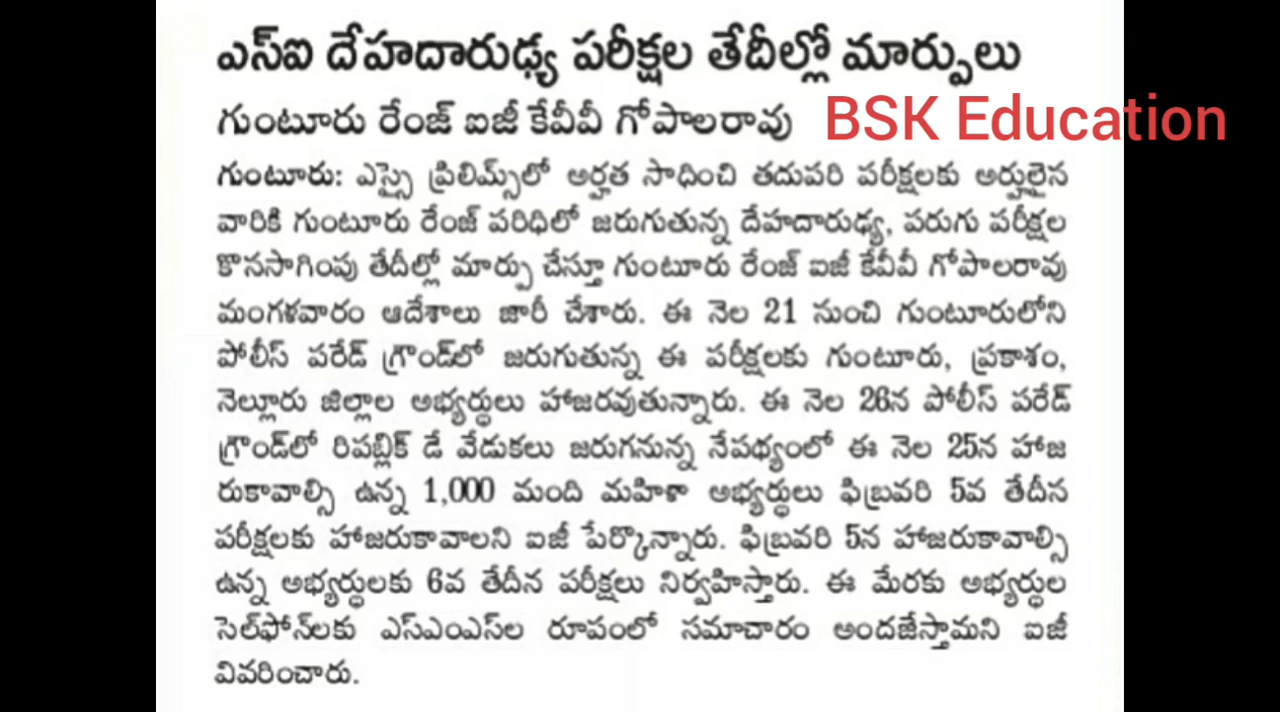 ఎస్ఐ దేహదారుఢ్య పరీక్షల తేదీల్లో మార్పులు
గుంటూరు రేంజ్ ఐజీ కేవీవీ గోపాలరావు
BSK Education
గుంటూరు: ఎస్సై ప్రిలిమ్స్‌లో అర్హత సాధించి తదుపరి పరీక్షలకు అర్హులైన
వారికి గుంటూరు రేంజ్ పరిధిలో జరుగుతున్న దేహదారుఢ్య, పరుగు పరీక్షల
కొనసాగింపు తేదీల్లో మార్పు చేస్తూ గుంటూరు రేంజ్ ఐజీ కేవీవీ గోపాలరావు
మంగళవారం ఆదేశాలు జారీ చేశారు. ఈ నెల 21 నుంచి గుంటూరులోని
పోలీస్ పరేడ్ గ్రౌండ్‌లో జరుగుతున్న ఈ పరీక్షలకు గుంటూరు, ప్రకాశం,
నెల్లూరు జిల్లాల అభ్యర్థులు హాజరవుతున్నారు. ఈ నెల 26న పోలీస్ పరేడ్
గ్రౌండ్‌లో రిపబ్లిక్ డే వేడుకలు జరుగనున్న నేపథ్యంలో ఈ నెల 25న హాజ
రుకావాల్సి ఉన్న 1,000 మంది మహిళా అభ్యర్థులు ఫిబ్రవరి 5వ తేదీన
పరీక్షలకు హాజరుకావాలని ఐజీ పేర్కొన్నారు. ఫిబ్రవరి 5న హాజరుకావాల్సి
ఉన్న అభ్యర్థులకు 6వ తేదీన పరీక్షలు నిర్వహిస్తారు. ఈ మేరకు అభ్యర్థుల
సెల్‌ఫోన్‌లకు ఎస్ఎంఎస్‌ల రూపంలో సమాచారం అందజేస్తామని ఐజీ
వివరించారు.